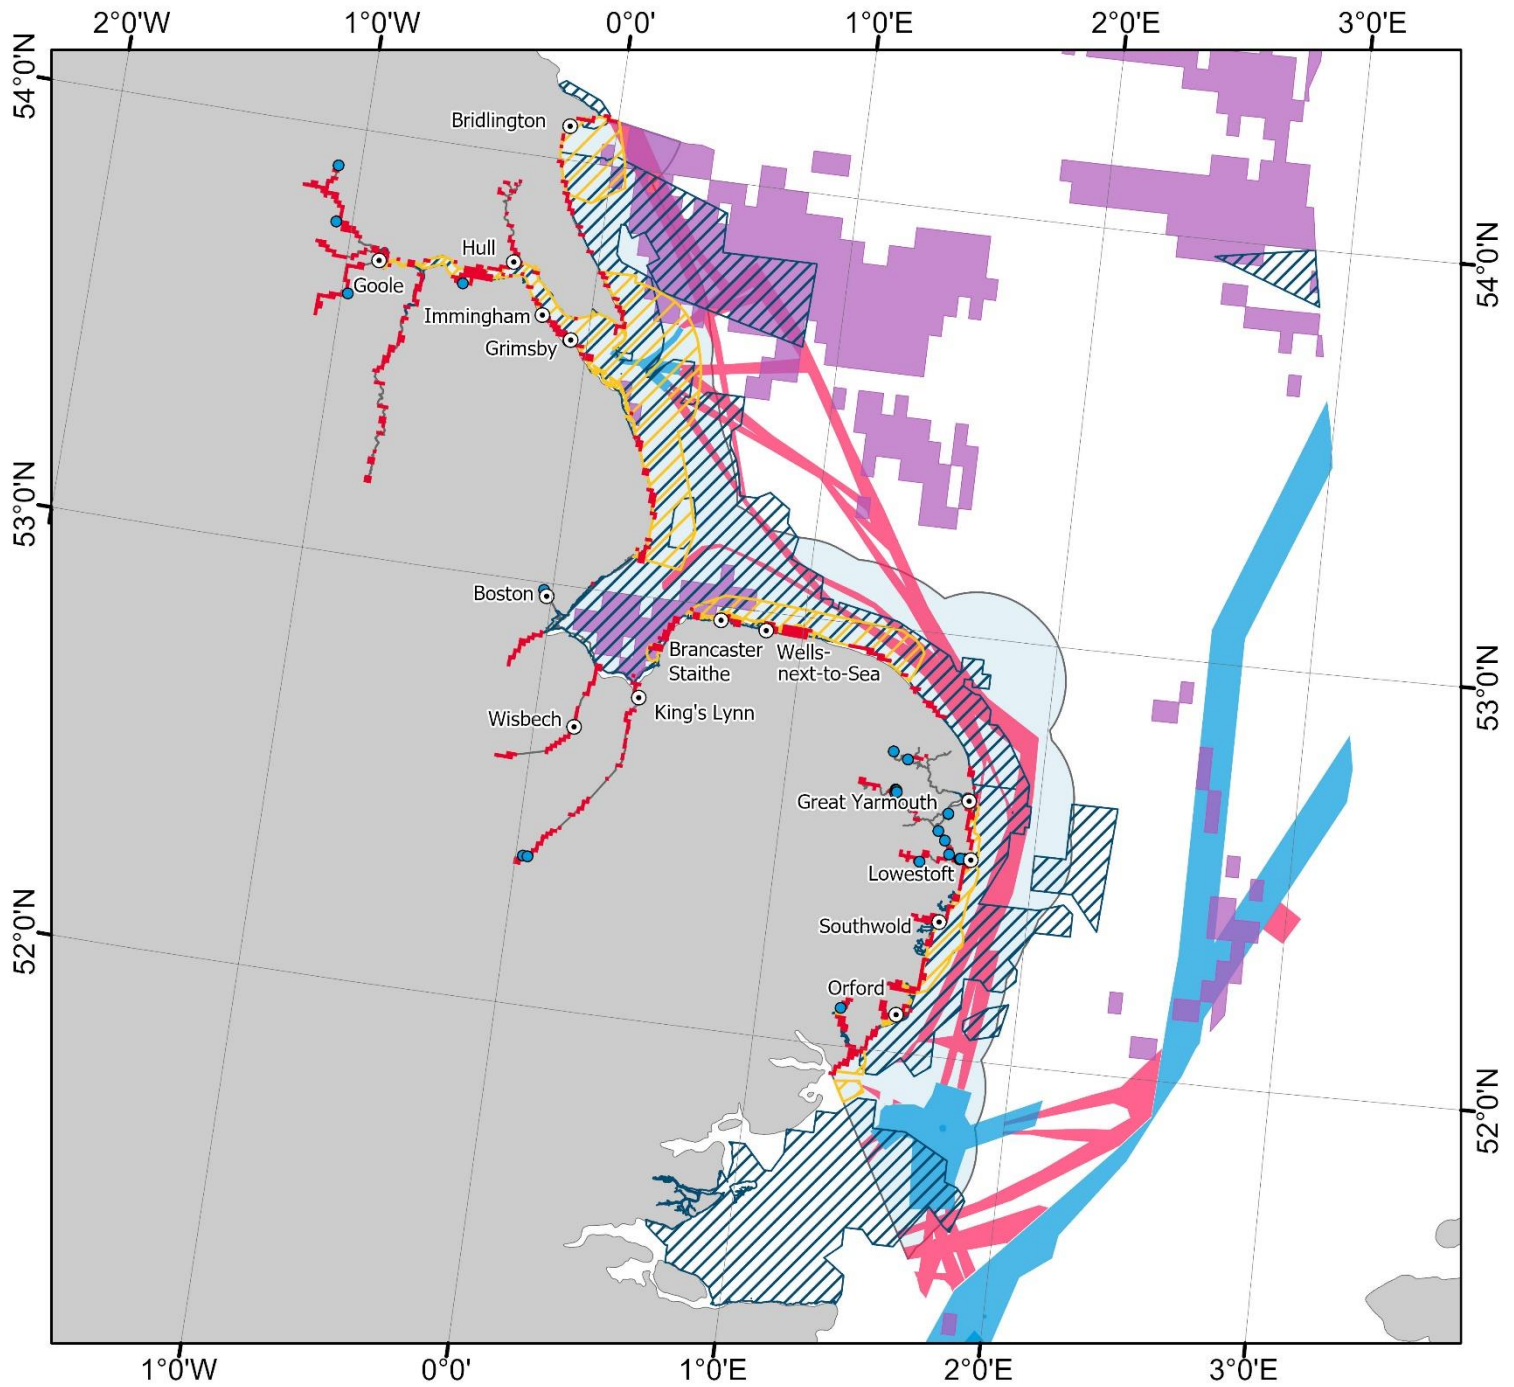 2°0'W
1°0'W
0°0'
1°0'E
2°0'E
3°0'E
54°0'N
54°0'N
Bridlington
Hull
Goole
Immingham
Grimsby
53°0'N
53°0'N
Boston
Brancaster
Staithe
Wells-
next-to-Sea
Wisbech
King's Lynn
Great Yarmouth
Lowestoft
Southwold
52°0'N
52°0'N
Orford
1°0'W
0°0'
1°0'E
2°0'E
3°0'E